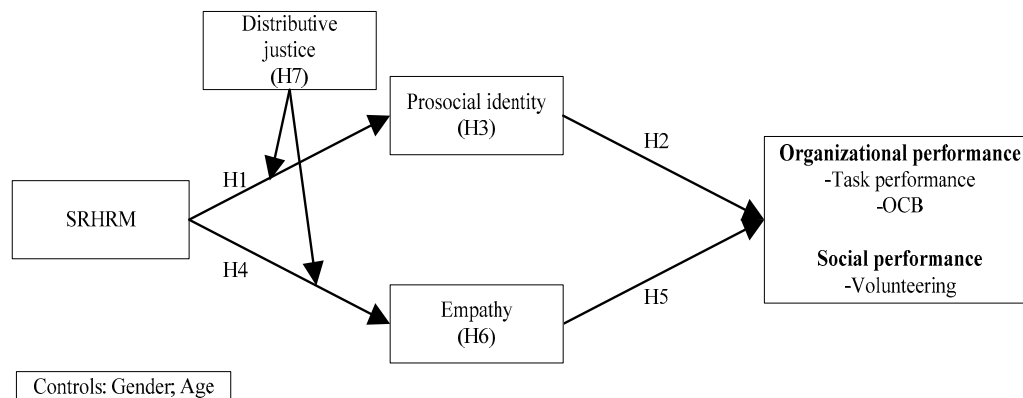 Distributive
justice
(H7)
Prosocial identity
(H3)
H2
Organizational performance
-Task performance
-OCB
H1
SRHRM
H4
Social performance
-Volunteering
Empathy
(H6)
H5
Controls: Gender; Age